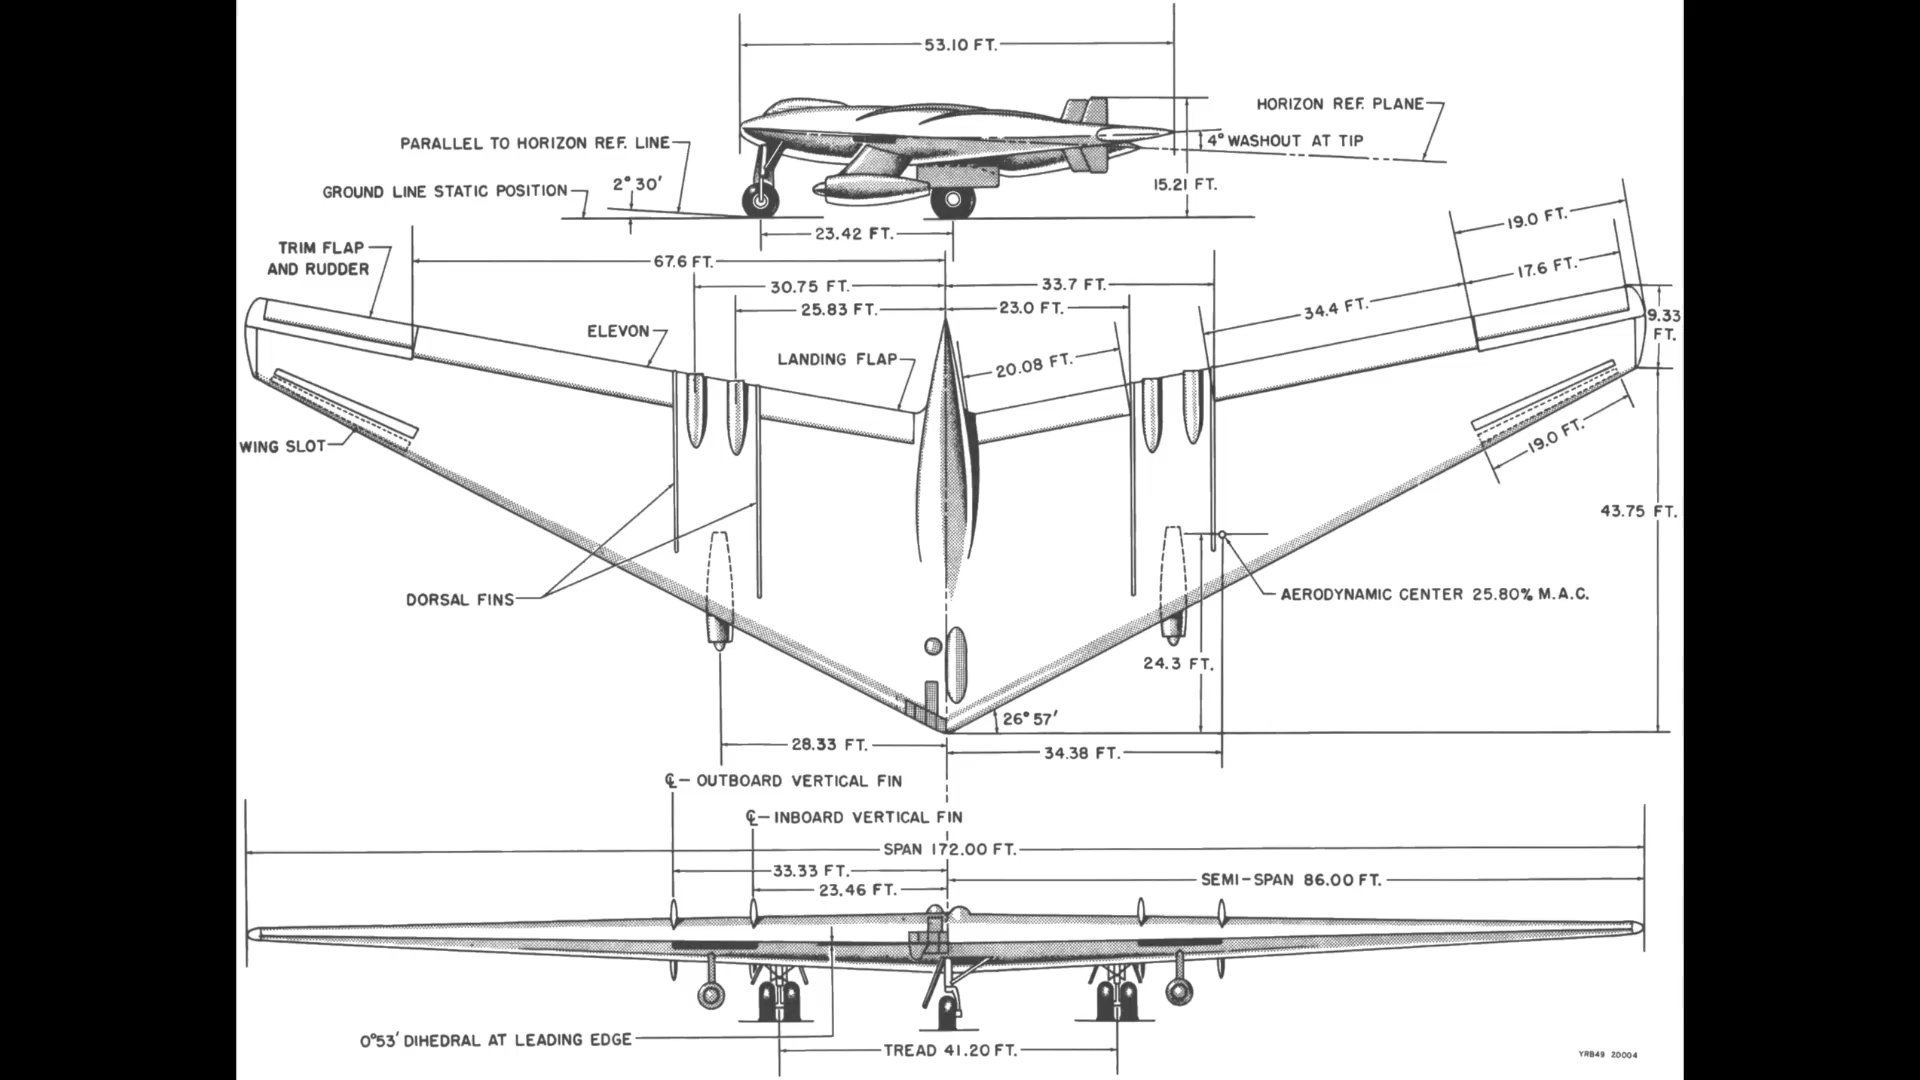 53.10 FT.
HORIZON REF. PLANE
PARALLEL TO HORIZON REF. LINE
4° WASHOUT AT TIP
GROUND LINE STATIC POSITION
2° 30′
15.21 FT.
23.42 FT.
19.0 FT.
TRIM FLAP
AND RUDDER
67.6 FT.
17.6 FT.
30.75 FT.
33.7 FT.
25.83 FT.
23.0 FT.
34.4 FT.
9.33
FT.
ELEVON
LANDING FLAP
20.08 FT.
WING SLOT
19.0 FT.
43.75 FT.
DORSAL FINS
AERODYNAMIC CENTER 25.80% M.A.C.
24.3 FT.
26° 57′
28.33 FT.
34.38 FT.
℄ – OUTBOARD VERTICAL FIN
℄ – INBOARD VERTICAL FIN
SPAN 172.00 FT.
33.33 FT.
SEMI-SPAN 86.00 FT.
23.46 FT.
0°53′ DIHEDRAL AT LEADING EDGE
TREAD 41.20 FT.
YRB49 20004